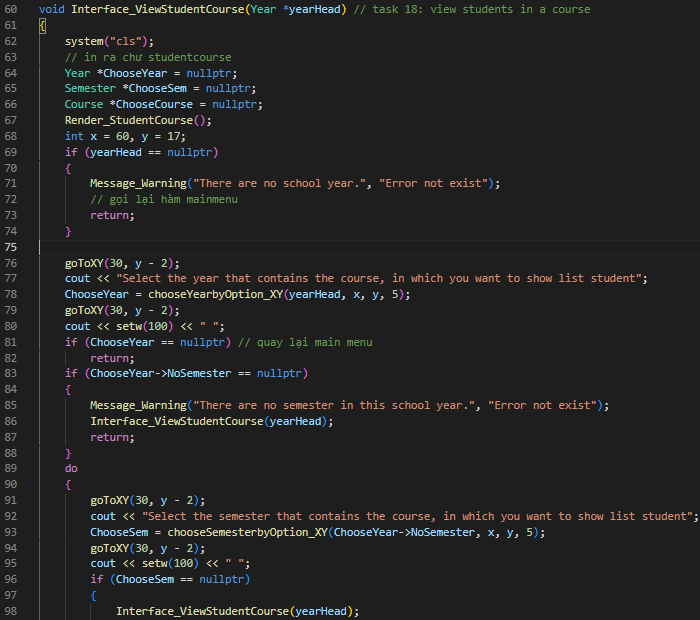 60 void Interface_ViewStudentCourse(Year *yearHead) // task 18: view students in a course
61 {
62     system("cls");
63     // in ra chư studentcourse
64     Year *ChooseYear = nullptr;
65     Semester *ChooseSem = nullptr;
66     Course *ChooseCourse = nullptr;
67     Render_StudentCourse();
68     int x = 60, y = 17;
69     if (yearHead == nullptr)
70     {
71         Message_Warning("There are no school year.", "Error not exist");
72         // gọi lại hàm mainmenu
73         return;
74     }
75
76     goToXY(30, y - 2);
77     cout << "Select the year that contains the course, in which you want to show list student";
78     ChooseYear = chooseYearbyOption_XY(yearHead, x, y, 5);
79     goToXY(30, y - 2);
80     cout << setw(100) << " ";
81     if (ChooseYear == nullptr) // quay lại main menu
82         return;
83     if (ChooseYear->NoSemester == nullptr)
84     {
85         Message_Warning("There are no semester in this school year.", "Error not exist");
86         Interface_ViewStudentCourse(yearHead);
87         return;
88     }
89     do
90     {
91         goToXY(30, y - 2);
92         cout << "Select the semester that contains the course, in which you want to show list student";
93         ChooseSem = chooseSemesterbyOption_XY(ChooseYear->NoSemester, x, y, 5);
94         goToXY(30, y - 2);
95         cout << setw(100) << " ";
96         if (ChooseSem == nullptr)
97         {
98             Interface_ViewStudentCourse(yearHead);